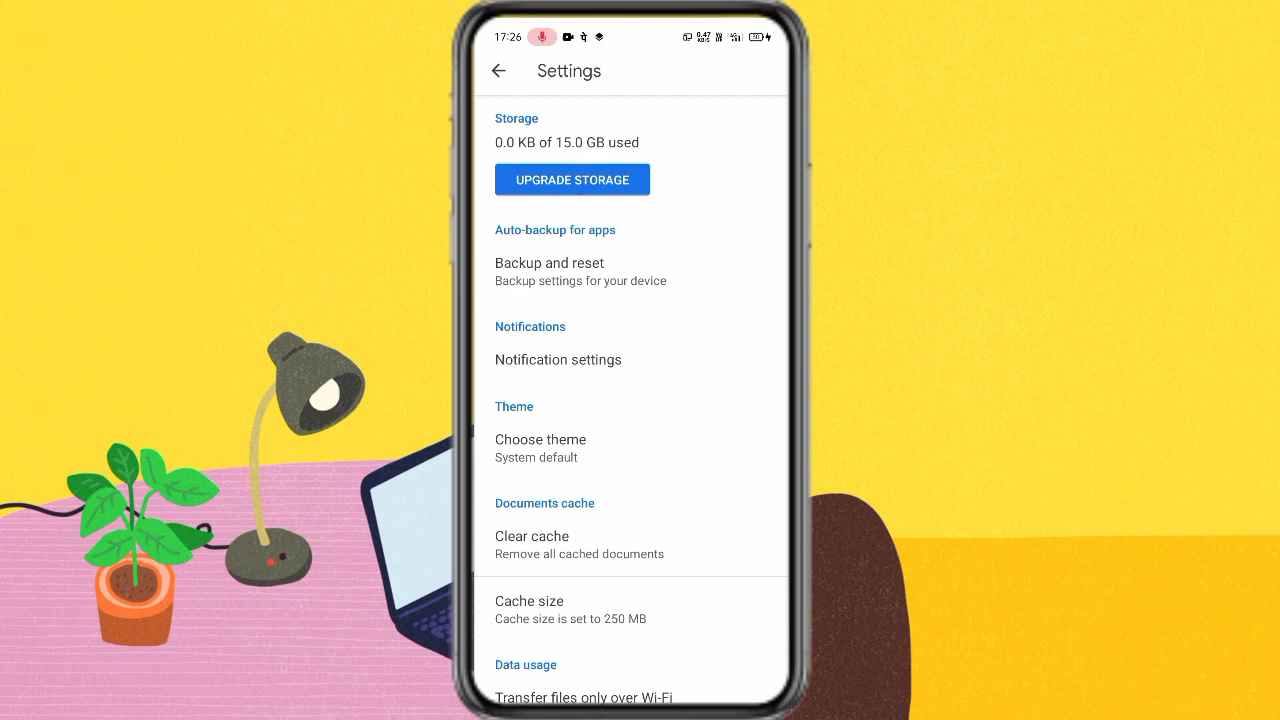 17:26
0.47 KB/S
Settings
Storage
0.0 KB of 15.0 GB used
UPGRADE STORAGE
Auto-backup for apps
Backup and reset
Backup settings for your device
Notifications
Notification settings
Theme
Choose theme
System default
Documents cache
Clear cache
Remove all cached documents
Cache size
Cache size is set to 250 MB
Data usage
Transfer files only over Wi-Fi